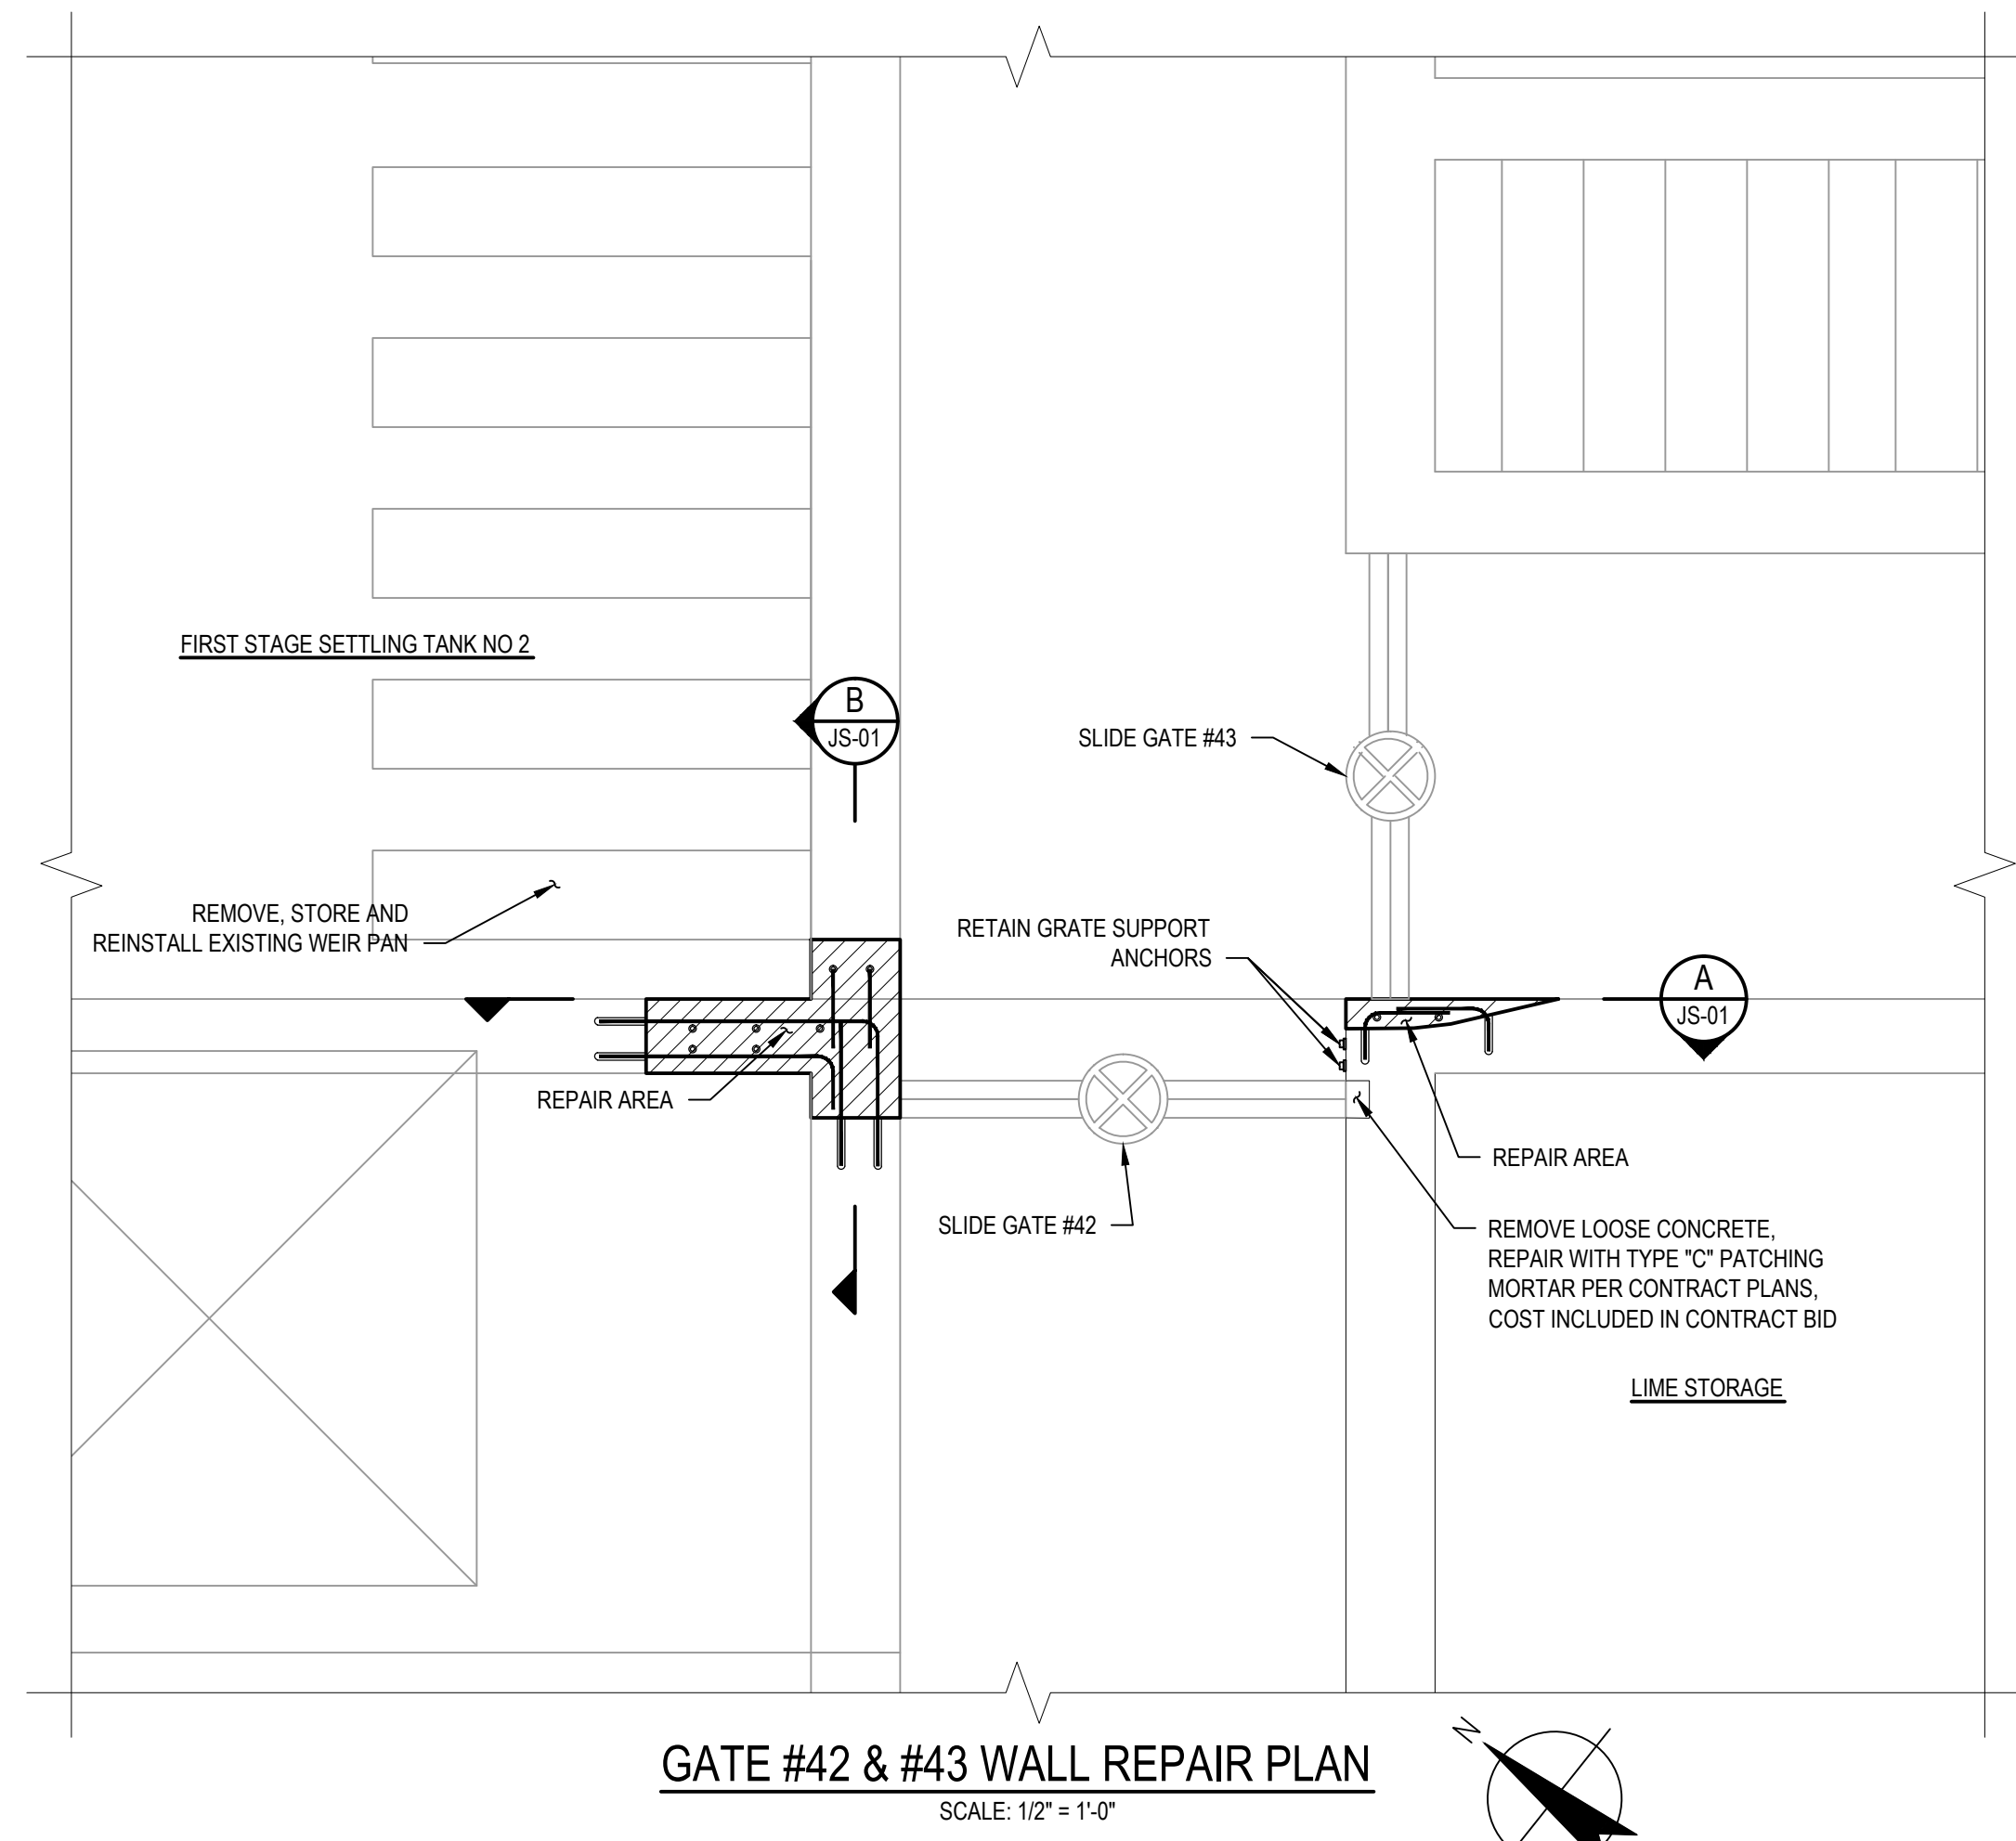 FIRST STAGE SETTLING TANK NO 2
B
JS-01
SLIDE GATE #43
REMOVE, STORE AND
REINSTALL EXISTING WEIR PAN
RETAIN GRATE SUPPORT
ANCHORS
A
JS-01
REPAIR AREA
REPAIR AREA
SLIDE GATE #42
REMOVE LOOSE CONCRETE,
REPAIR WITH TYPE "C" PATCHING
MORTAR PER CONTRACT PLANS,
COST INCLUDED IN CONTRACT BID
LIME STORAGE
GATE #42 & #43 WALL REPAIR PLAN
SCALE: 1/2" = 1'-0"
N